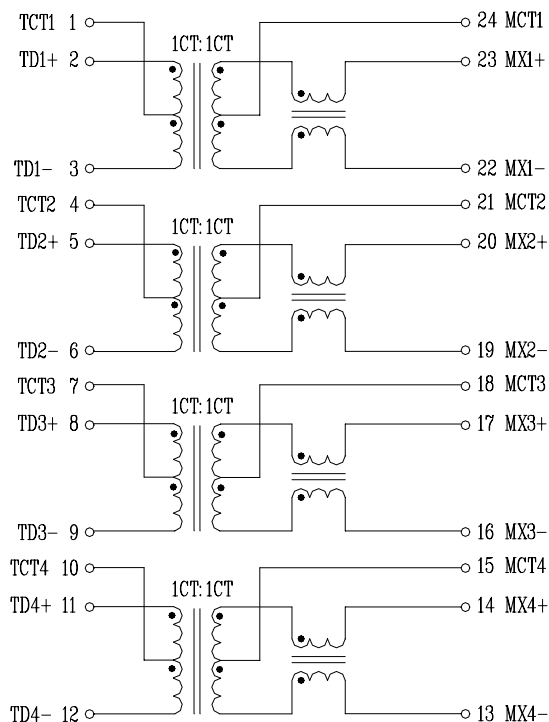 TCT1 1 24 MCT1
1CT:1CT
TD1+ 2 23 MX1+
TD1- 3 22 MX1-
TCT2 4 21 MCT2
1CT:1CT
TD2+ 5 20 MX2+
TD2- 6 19 MX2-
TCT3 7 18 MCT3
1CT:1CT
TD3+ 8 17 MX3+
TD3- 9 16 MX3-
TCT4 10 15 MCT4
1CT:1CT
TD4+ 11 14 MX4+
TD4- 12 13 MX4-